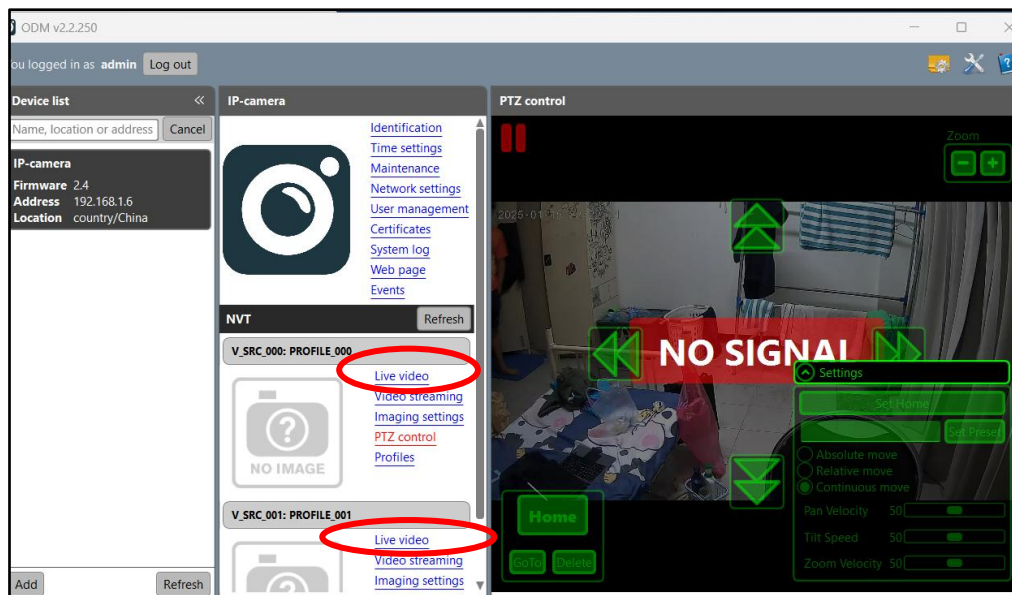 ODM v2.2.250
You logged in as admin Log out
Device list
Name, location or address Cancel
IP-camera
Firmware 2.4
Address 192.168.1.6
Location country/China
Add Refresh
IP-camera
Identification
Time settings
Maintenance
Network settings
User management
Certificates
System log
Web page
Events
NVT Refresh
V_SRC_000: PROFILE_000
NO IMAGE
Live video
Video streaming
Imaging settings
PTZ control
Profiles
V_SRC_001: PROFILE_001
Live video
Video streaming
Imaging settings
PTZ control
Zoom
NO SIGNAL
Settings
Set Home
Set Preset
Absolute move
Relative move
Continuous move
Pan Velocity 50
Tilt Speed 50
Zoom Velocity 50
Home
GoTo Delete